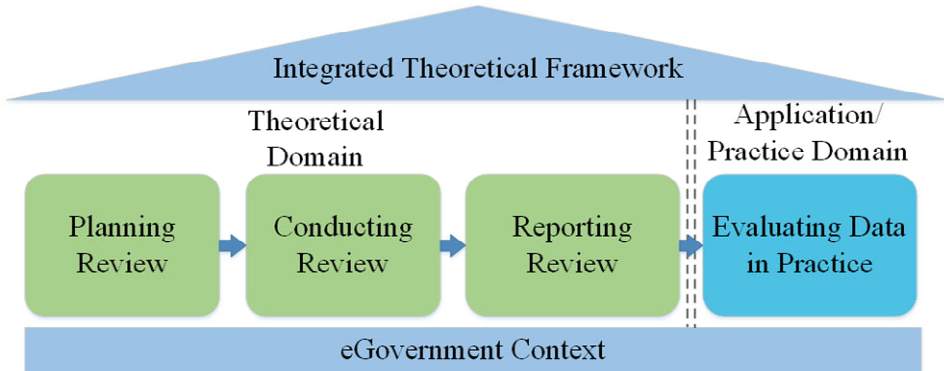 Integrated Theoretical Framework
Theoretical
Domain
Application/
Practice Domain
Planning
Review
Conducting
Review
Reporting
Review
Evaluating Data
in Practice
eGovernment Context